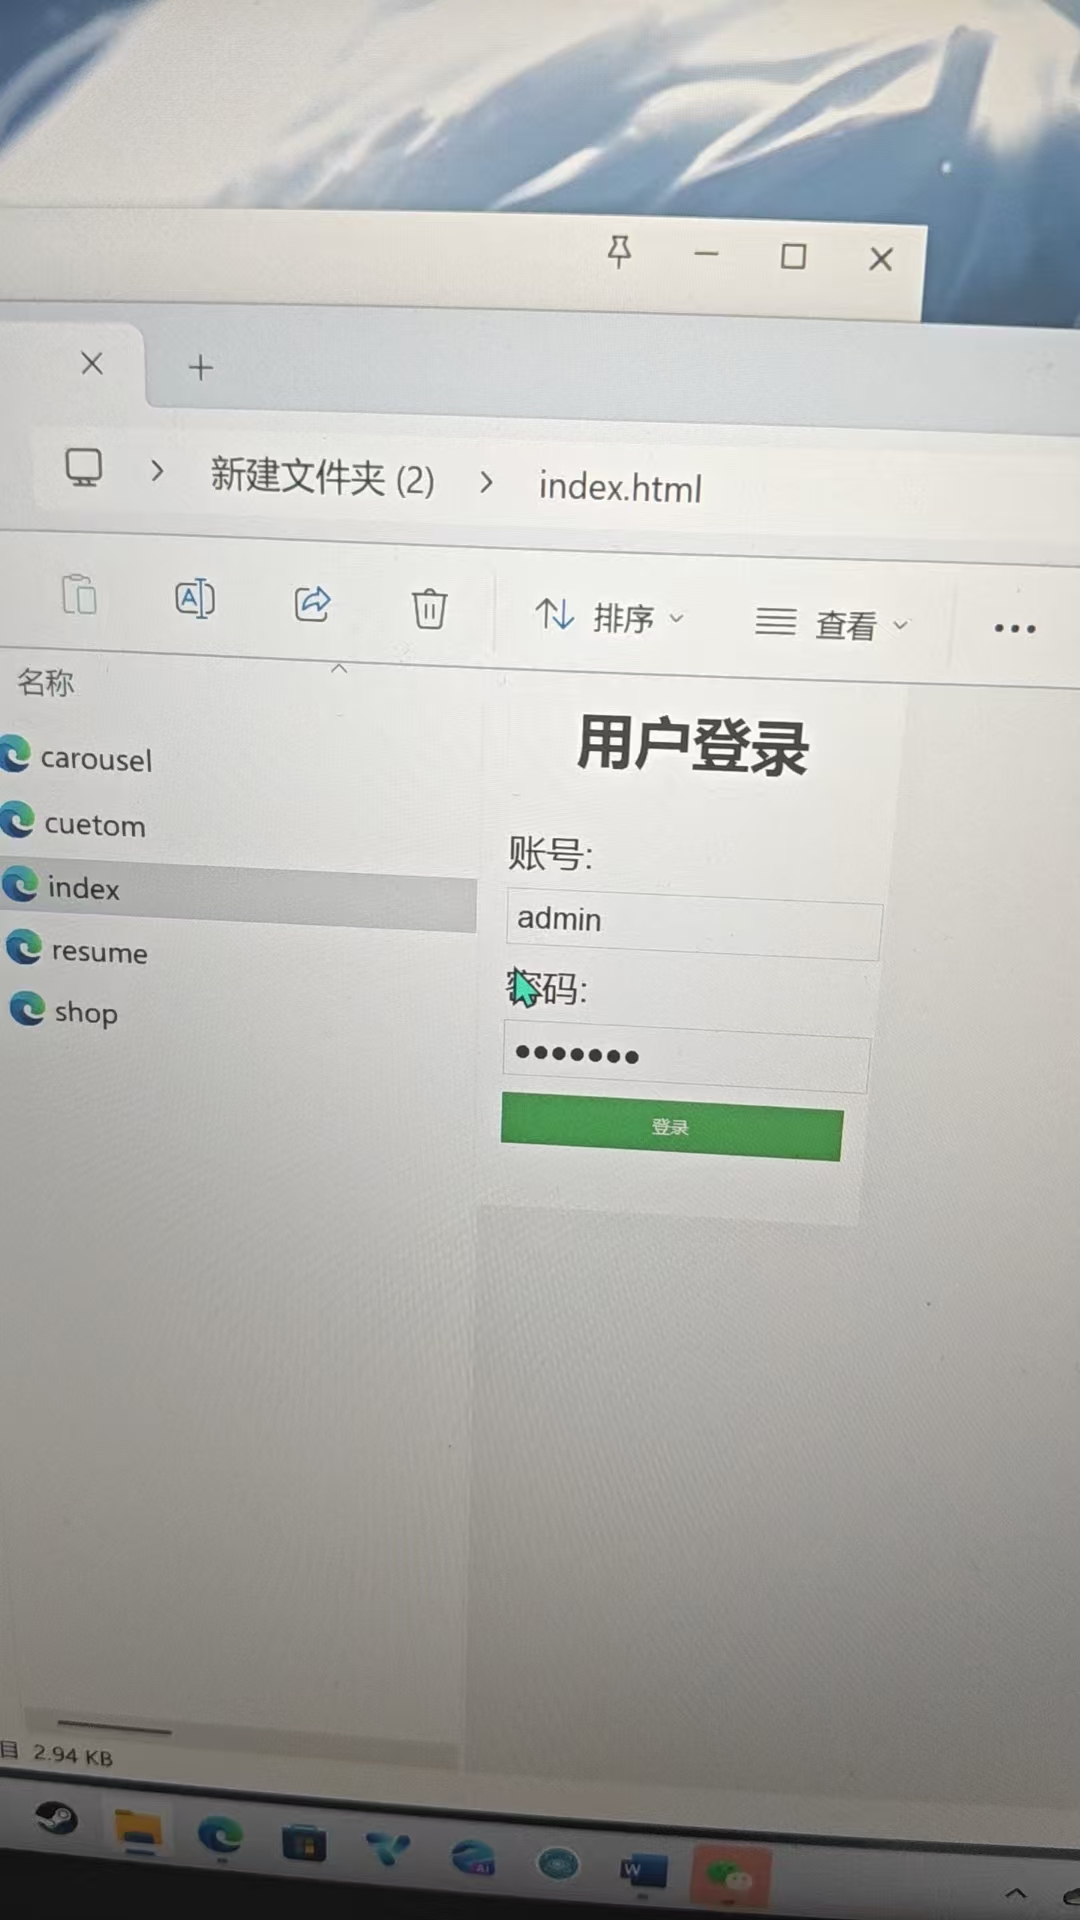 新建文件夹 (2) > index.html
排序
查看
名称
carousel
cuetom
index
resume
shop
用户登录
账号:
admin
密码:
•••••••
登录
目 2.94 KB
W
AI